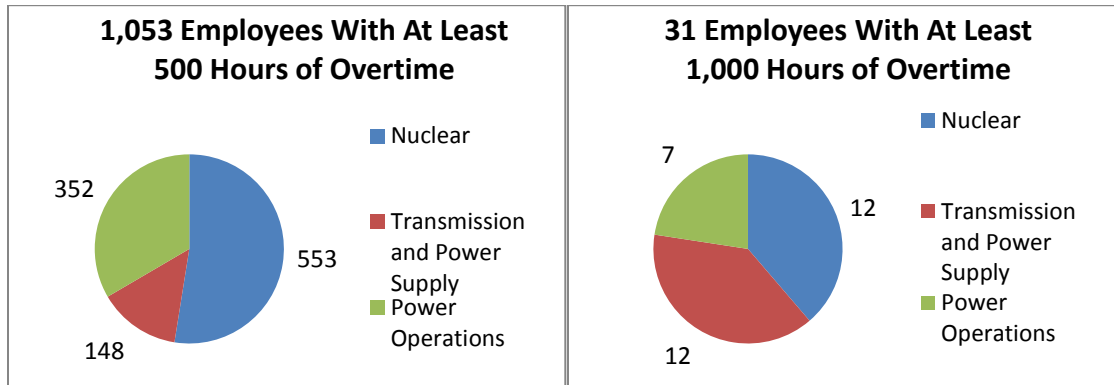 1,053 Employees With At Least
500 Hours of Overtime
352
553
148
Nuclear
Transmission
and Power
Supply
Power
Operations
31 Employees With At Least
1,000 Hours of Overtime
7
12
12
Nuclear
Transmission
and Power
Supply
Power
Operations